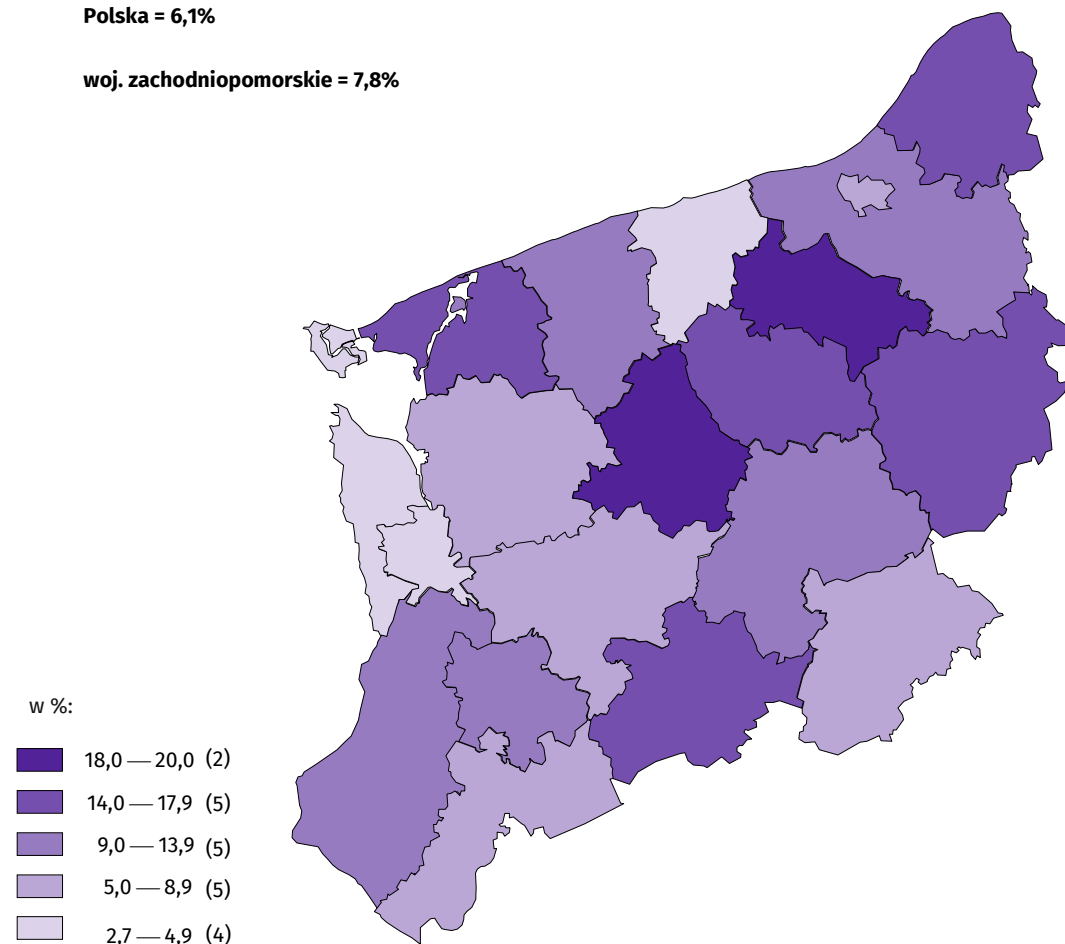 Polska = 6,1%
woj. zachodniopomorskie = 7,8%
w %:
18,0 — 20,0 (2)
14,0 — 17,9 (5)
9,0 — 13,9 (5)
5,0 — 8,9 (5)
2,7 — 4,9 (4)